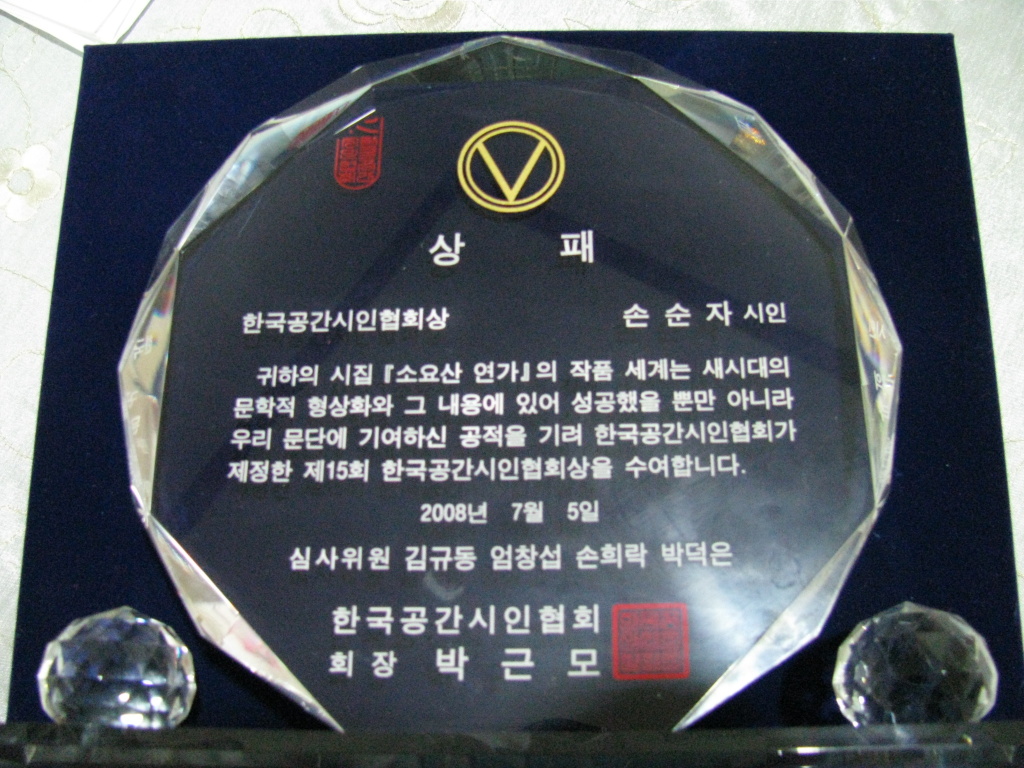 상 패
한국공간시인협회상 손 순 자 시인
귀하의 시집 『소요산 연가』의 작품 세계는 새시대의
문학적 형상화와 그 내용에 있어 성공했을 뿐만 아니라
우리 문단에 기여하신 공적을 기려 한국공간시인협회가
제정한 제15회 한국공간시인협회상을 수여합니다.
2008년 7월 5일
심사위원 김규동 엄창섭 손희락 박덕은
한국공간시인협회
회 장 박 근 모